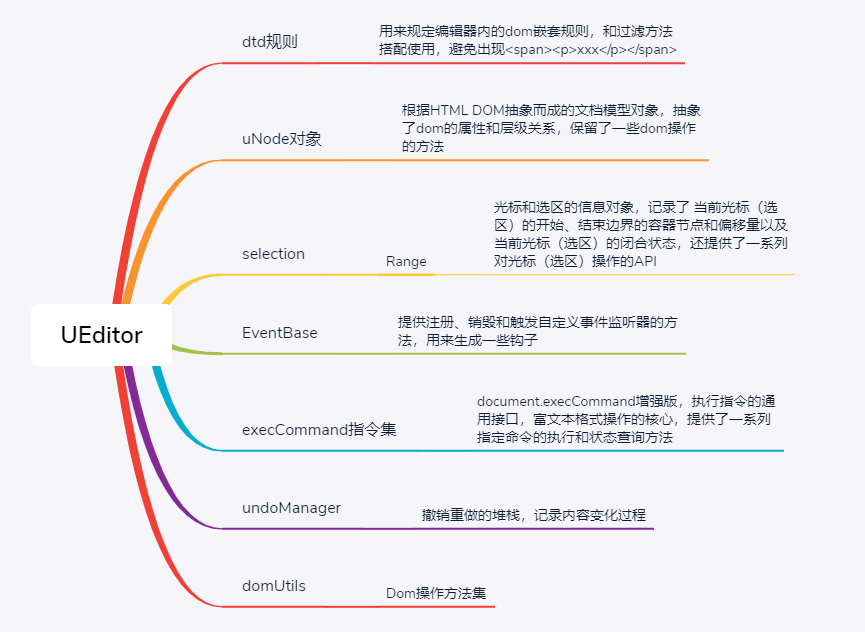 UEditor
dtd规则
用来规定编辑器内的dom嵌套规则，和过滤方法
搭配使用，避免出现<span><p>xxx</p></span>
uNode对象
根据HTML DOM抽象而成的文档模型对象，抽象
了dom的属性和层级关系，保留了一些dom操作
的方法
selection
Range
光标和选区的信息对象，记录了 当前光标（选
区）的开始、结束边界的容器节点和偏移量以及
当前光标（选区）的闭合状态，还提供了一系列
对光标（选区）操作的API
EventBase
提供注册、销毁和触发自定义事件监听器的方
法，用来生成一些钩子
execCommand指令集
document.execCommand增强版，执行指令的通
用接口，富文本格式操作的核心，提供了一系列
指定命令的执行和状态查询方法
undoManager
撤销重做的堆栈，记录内容变化过程
domUtils
Dom操作方法集